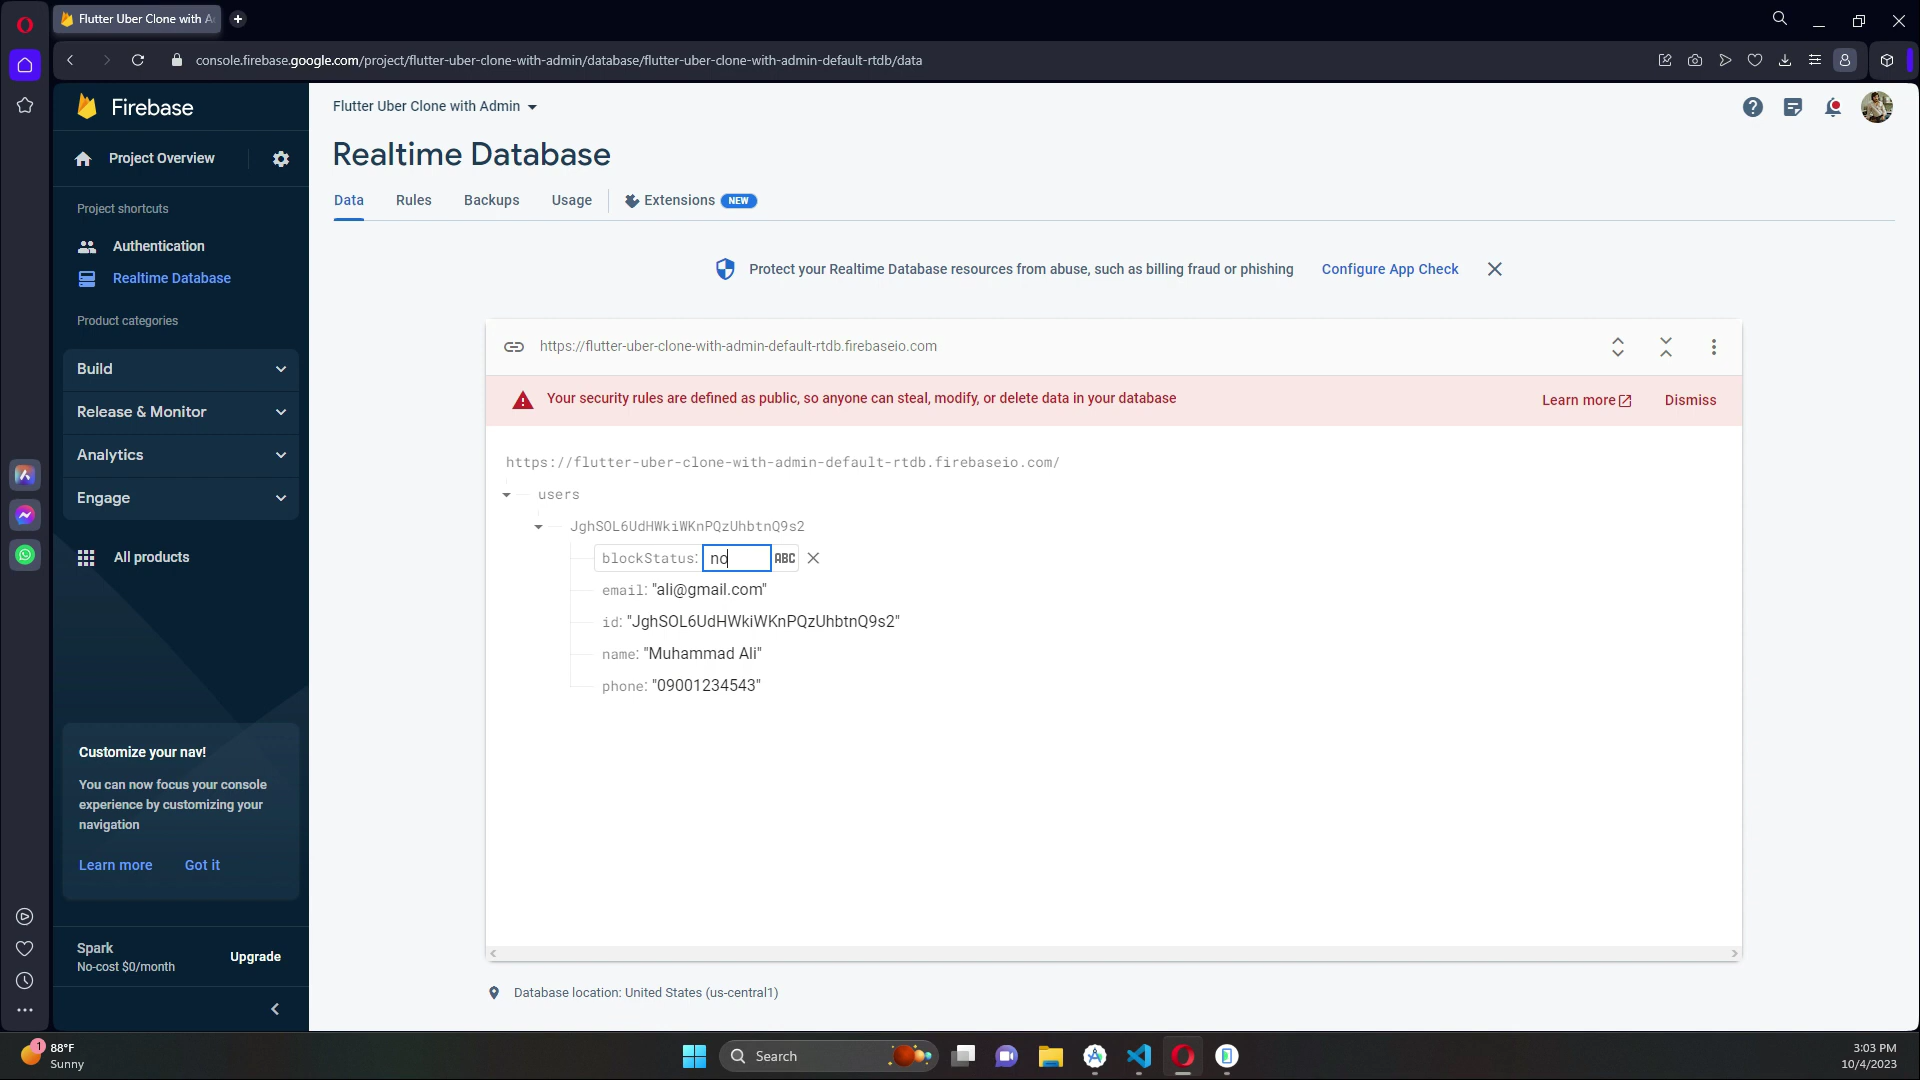 Flutter Uber Clone with A
console.firebase.google.com/project/flutter-uber-clone-with-admin/database/flutter-uber-clone-with-admin-default-rtdb/data
Firebase
Flutter Uber Clone with Admin
Project Overview
Realtime Database
Data Rules Backups Usage Extensions NEW
Project shortcuts
Authentication
Realtime Database
Protect your Realtime Database resources from abuse, such as billing fraud or phishing Configure App Check
Product categories
Build
Release & Monitor
Analytics
Engage
All products
https://flutter-uber-clone-with-admin-default-rtdb.firebaseio.com
Your security rules are defined as public, so anyone can steal, modify, or delete data in your database Learn more Dismiss
https://flutter-uber-clone-with-admin-default-rtdb.firebaseio.com/
users
JghSOL6UdHWkiWKnPQzUhbtnQ9s2
blockStatus: no ABC
email: "ali@gmail.com"
id: "JghSOL6UdHWkiWKnPQzUhbtnQ9s2"
name: "Muhammad Ali"
phone: "09001234543"
Customize your nav!
You can now focus your console
experience by customizing your
navigation
Learn more Got it
Spark
No-cost $0/month
Upgrade
Database location: United States (us-central1)
1
88°F
Sunny
Search
3:03 PM
10/4/2023